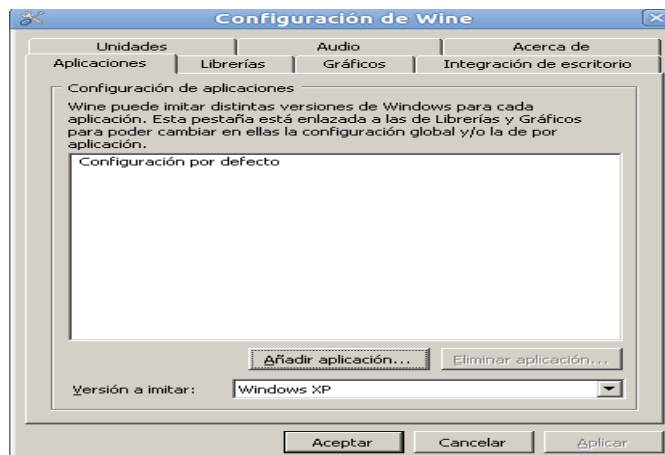 Configuración de Wine
Unidades
Audio
Acerca de
Aplicaciones
Librerías
Gráficos
Integración de escritorio
Configuración de aplicaciones
Wine puede imitar distintas versiones de Windows para cada
aplicación. Esta pestaña está enlazada a las de Librerías y Gráficos
para poder cambiar en ellas la configuración global y/o la de por
aplicación.
Configuración por defecto
Añadir aplicación...
Eliminar aplicación...
Versión a imitar:
Windows XP
Aceptar
Cancelar
Aplicar